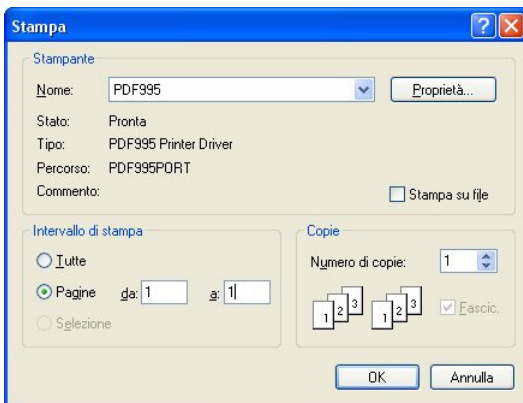 Stampa
Stampante
Nome: PDF995 Proprietà...
Stato: Pronta
Tipo: PDF995 Printer Driver
Percorso: PDF995PORT
Commento: Stampa su file
Intervallo di stampa
Tutte
Pagine da: 1 a: 1
Selezione
Copie
Numero di copie: 1
1 2 3 1 2 3 Fascic.
OK Annulla